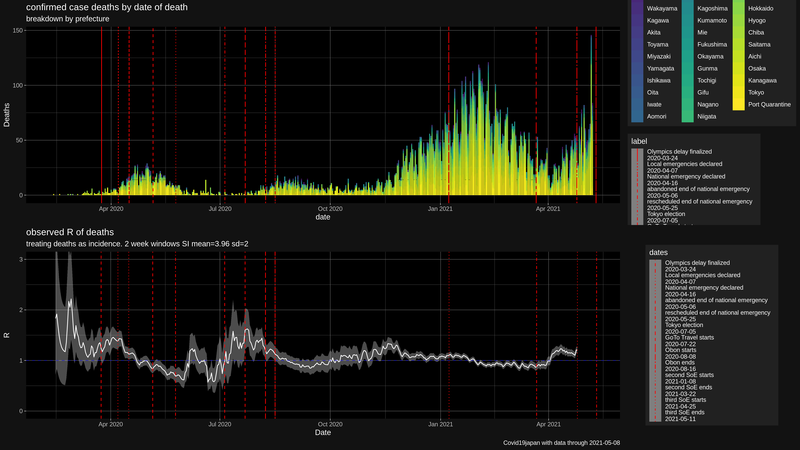 confirmed case deaths by date of death
breakdown by prefecture
150
100
50
0
Deaths
Apr 2020
Jul 2020
Oct 2020
Jan 2021
Apr 2021
date
Wakayama
Kagawa
Akita
Toyama
Miyazaki
Yamagata
Ishikawa
Oita
Iwate
Aomori
Kagoshima
Kumamoto
Mie
Fukushima
Okayama
Gunma
Tochigi
Gifu
Nagano
Niigata
Hokkaido
Hyogo
Chiba
Saitama
Aichi
Osaka
Kanagawa
Tokyo
Port Quarantine
label
Olympics delay finalized
2020-03-24
Local emergencies declared
2020-04-07
National emergency declared
2020-04-16
abandoned end of national emergency
2020-05-06
rescheduled end of national emergency
2020-05-25
Tokyo election
2020-07-05
observed R of deaths
treating deaths as incidence. 2 week windows SI mean=3.96 sd=2
3
2
1
0
R
Apr 2020
Jul 2020
Oct 2020
Jan 2021
Apr 2021
Date
dates
Olympics delay finalized
2020-03-24
Local emergencies declared
2020-04-07
National emergency declared
2020-04-16
abandoned end of national emergency
2020-05-06
rescheduled end of national emergency
2020-05-25
Tokyo election
2020-07-05
GoTo Travel starts
2020-07-22
Obon starts
2020-08-08
Obon ends
2020-08-16
second SoE starts
2021-01-08
second SoE ends
2021-03-22
third SoE starts
2021-04-25
third SoE ends
2021-05-11
Covid19japan with data through 2021-05-08